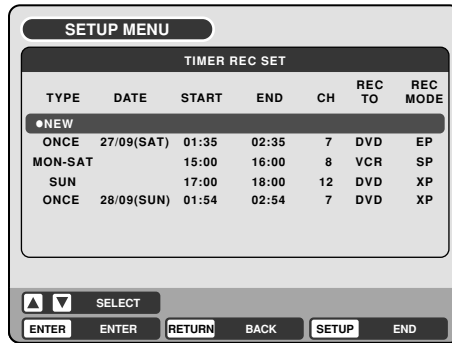 SETUP MENU
TIMER REC SET
TYPE DATE START END CH REC TO REC MODE
●NEW
ONCE 27/09(SAT) 01:35 02:35 7 DVD EP
MON-SAT 15:00 16:00 8 VCR SP
SUN 17:00 18:00 12 DVD XP
ONCE 28/09(SUN) 01:54 02:54 7 DVD XP
▲ ▼ SELECT
ENTER ENTER RETURN BACK SETUP END